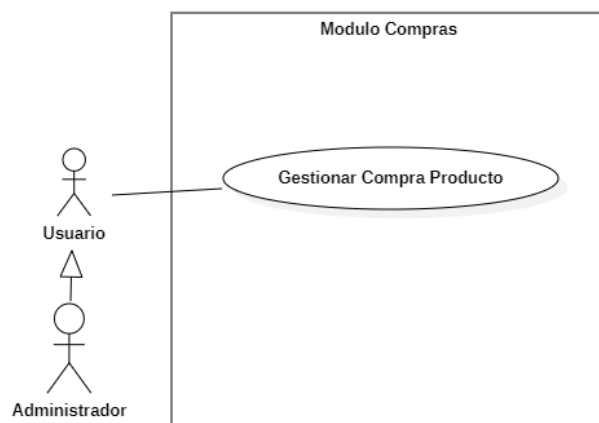 Modulo Compras
Gestionar Compra Producto
Usuario
Administrador